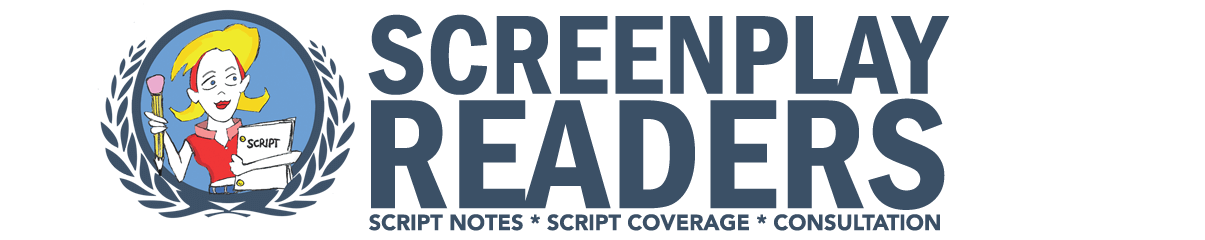 SCREENPLAY
READERS
SCRIPT NOTES * SCRIPT COVERAGE * CONSULTATION
SCRIPT